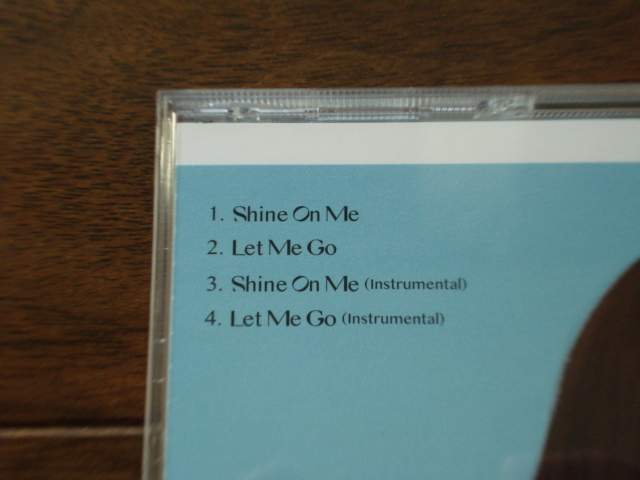 1. Shine On Me
2. Let Me Go
3. Shine On Me (Instrumental)
4. Let Me Go (Instrumental)